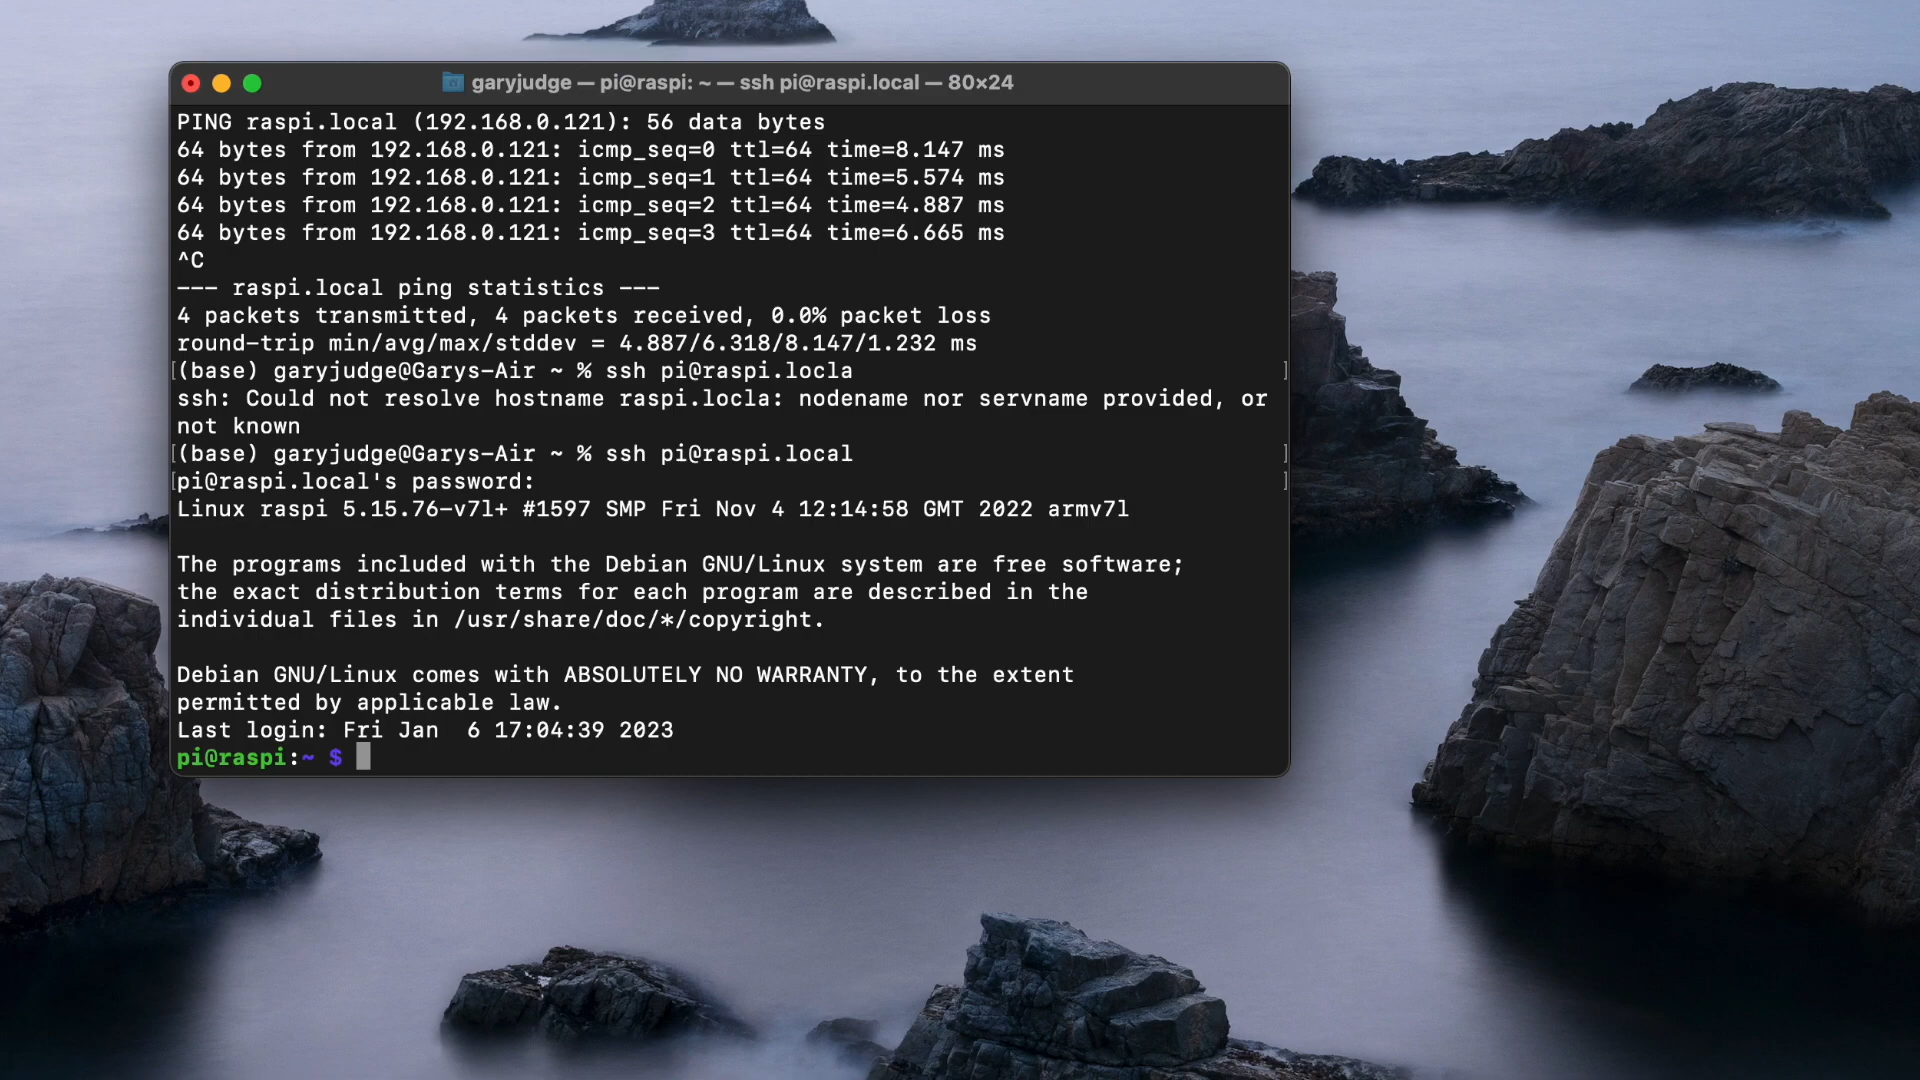 garyjudge — pi@raspi: ~ — ssh pi@raspi.local — 80×24
PING raspi.local (192.168.0.121): 56 data bytes
64 bytes from 192.168.0.121: icmp_seq=0 ttl=64 time=8.147 ms
64 bytes from 192.168.0.121: icmp_seq=1 ttl=64 time=5.574 ms
64 bytes from 192.168.0.121: icmp_seq=2 ttl=64 time=4.887 ms
64 bytes from 192.168.0.121: icmp_seq=3 ttl=64 time=6.665 ms
^C
--- raspi.local ping statistics ---
4 packets transmitted, 4 packets received, 0.0% packet loss
round-trip min/avg/max/stddev = 4.887/6.318/8.147/1.232 ms
[(base) garyjudge@Garys-Air ~ % ssh pi@raspi.locla ]
ssh: Could not resolve hostname raspi.locla: nodename nor servname provided, or
not known
[(base) garyjudge@Garys-Air ~ % ssh pi@raspi.local ]
[pi@raspi.local's password: ]
Linux raspi 5.15.76-v7l+ #1597 SMP Fri Nov 4 12:14:58 GMT 2022 armv7l
The programs included with the Debian GNU/Linux system are free software;
the exact distribution terms for each program are described in the
individual files in /usr/share/doc/*/copyright.
Debian GNU/Linux comes with ABSOLUTELY NO WARRANTY, to the extent
permitted by applicable law.
Last login: Fri Jan  6 17:04:39 2023
pi@raspi:~ $